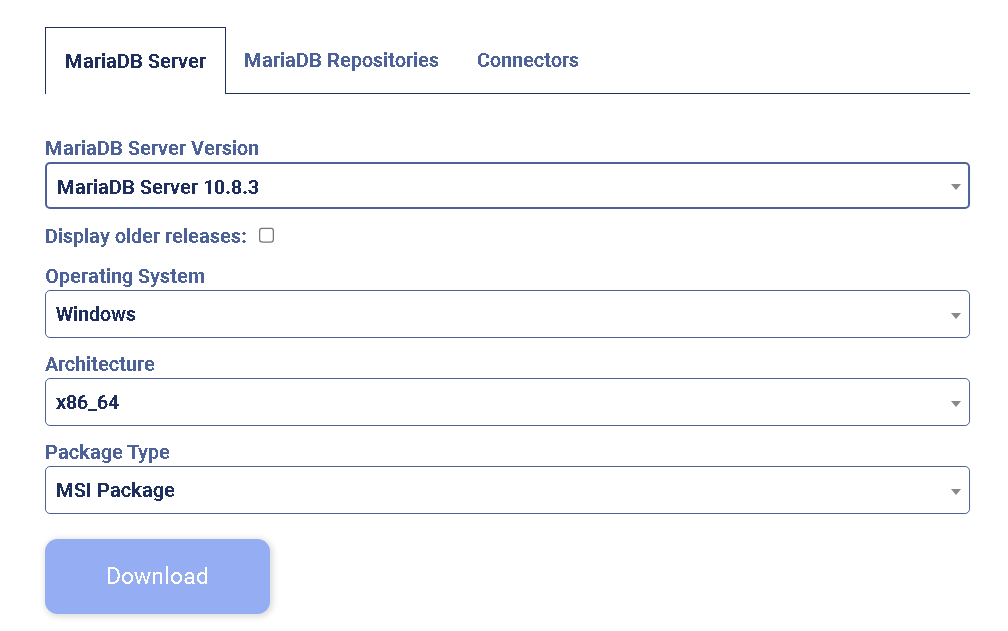 MariaDB Server MariaDB Repositories Connectors
MariaDB Server Version
MariaDB Server 10.8.3
Display older releases:
Operating System
Windows
Architecture
x86_64
Package Type
MSI Package
Download